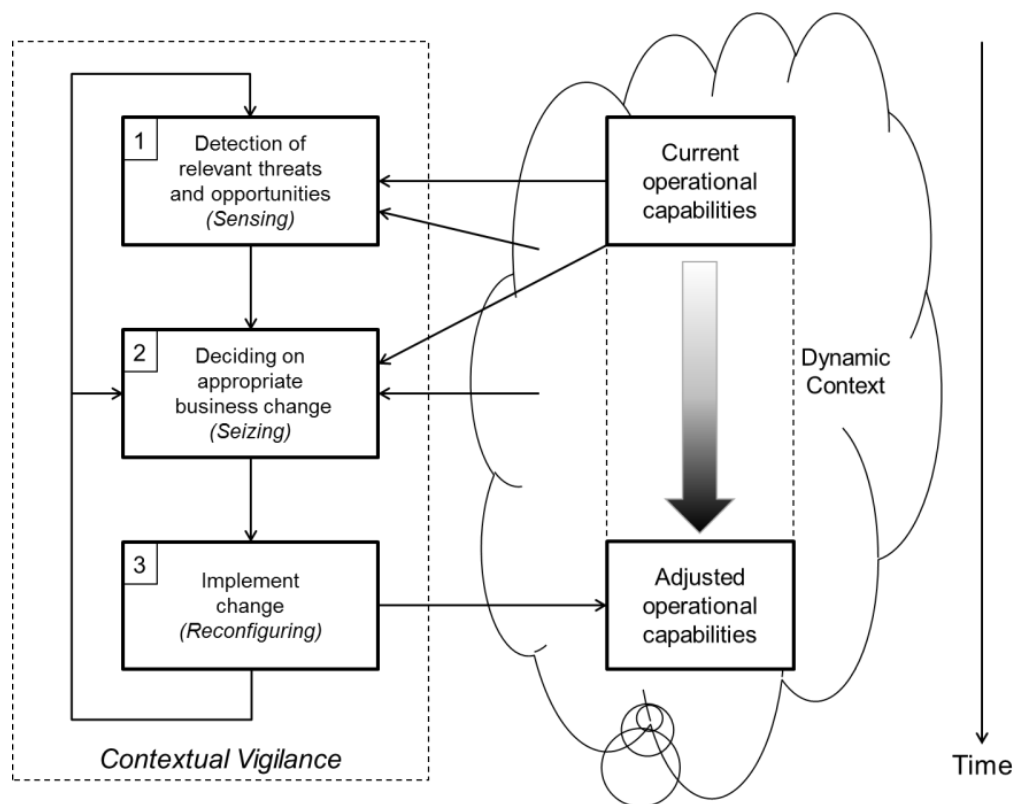 1
Detection of
relevant threats
and opportunities
(Sensing)
2
Deciding on
appropriate
business change
(Seizing)
3
Implement
change
(Reconfiguring)
Contextual Vigilance
Current
operational
capabilities
Dynamic
Context
Adjusted
operational
capabilities
Time